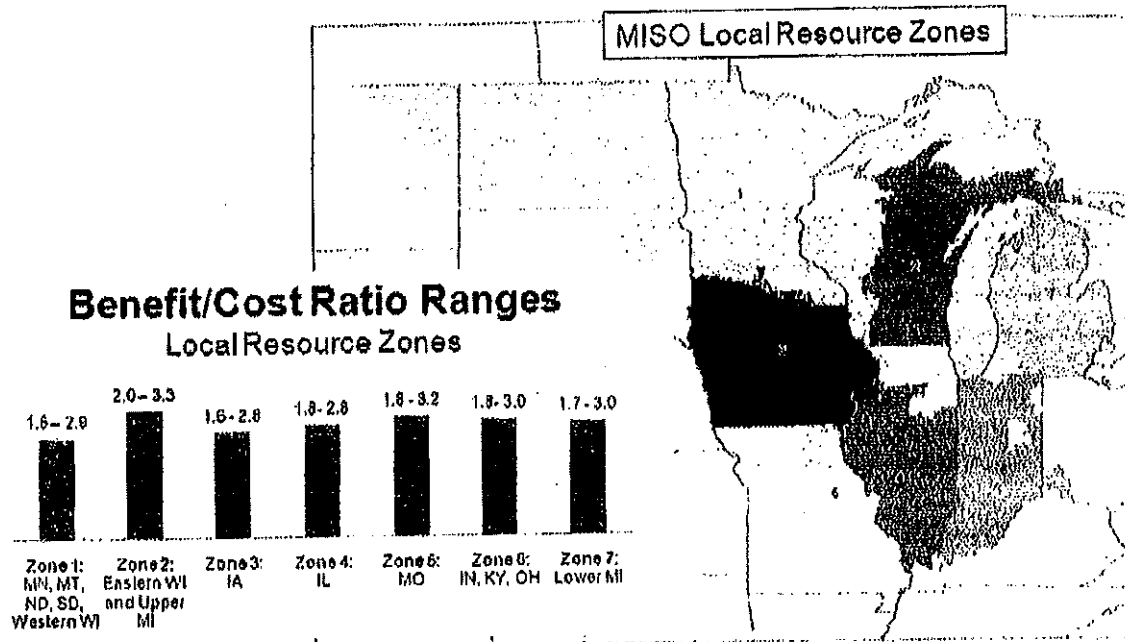 MISO Local Resource Zones
Benefit/Cost Ratio Ranges
Local Resource Zones
1.6 – 2.9
2.0 – 3.3
1.6 - 2.8
1.8 - 2.8
1.8 - 3.2
1.8 - 3.0
1.7 - 3.0
Zone 1:
MN, MT,
ND, SD,
Western WI
Zone 2:
Eastern WI
and Upper
MI
Zone 3:
IA
Zone 4:
IL
Zone 5:
MO
Zone 6:
IN, KY, OH
Zone 7:
Lower MI
1
3